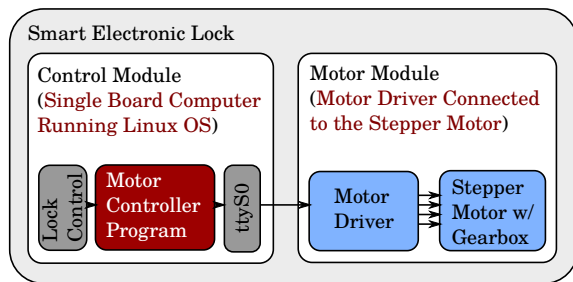 Smart Electronic Lock
Control Module
(Single Board Computer
Running Linux OS)
Lock
Control
Motor
Controller
Program
ttyS0
Motor Module
(Motor Driver Connected
to the Stepper Motor)
Motor
Driver
Stepper
Motor w/
Gearbox